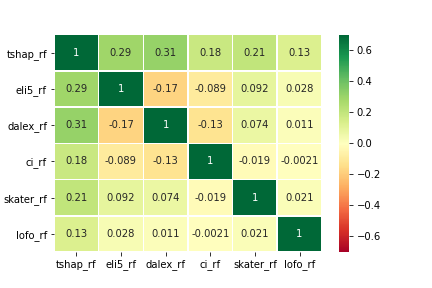 tshap_rf 1 0.29 0.31 0.18 0.21 0.13
eli5_rf 0.29 1 -0.17 -0.089 0.092 0.028
dalex_rf 0.31 -0.17 1 -0.13 0.074 0.011
ci_rf 0.18 -0.089 -0.13 1 -0.019 -0.0021
skater_rf 0.21 0.092 0.074 -0.019 1 0.021
lofo_rf 0.13 0.028 0.011 -0.0021 0.021 1
tshap_rf eli5_rf dalex_rf ci_rf skater_rf lofo_rf
0.6
0.4
0.2
0.0
−0.2
−0.4
−0.6